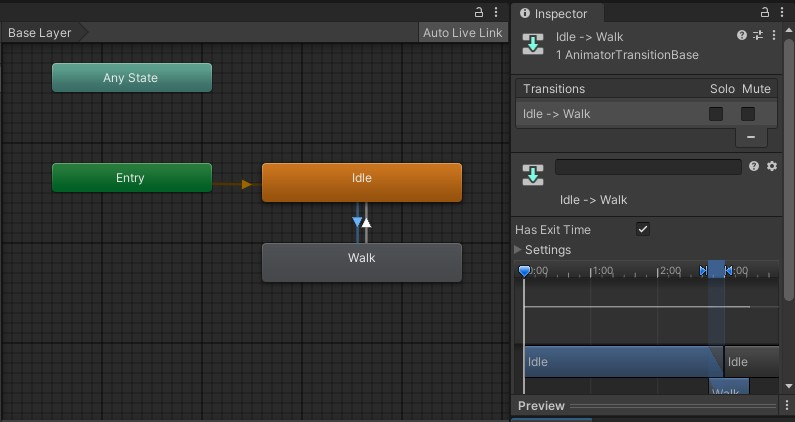 Inspector
Base Layer
Auto Live Link
Idle -> Walk
1 AnimatorTransitionBase
Any State
Transitions Solo Mute
Idle -> Walk
Entry
Idle
Idle -> Walk
Has Exit Time
Walk
Settings
0:00 1:00 2:00 :00
Idle Idle
Walk
Preview